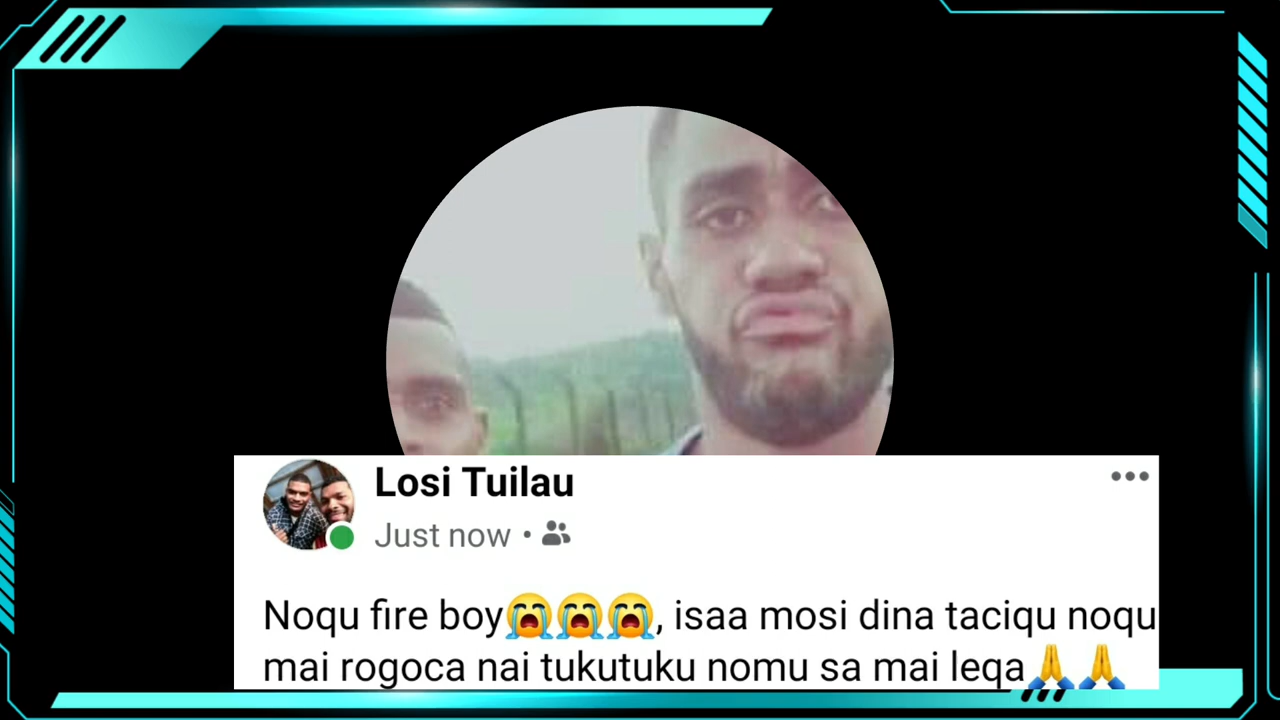 Losi Tuilau
Just now •
Noqu fire boy😭😭😭, isaa mosi dina taciqu noqu
mai rogoca nai tukutuku nomu sa mai leqa🙏🙏